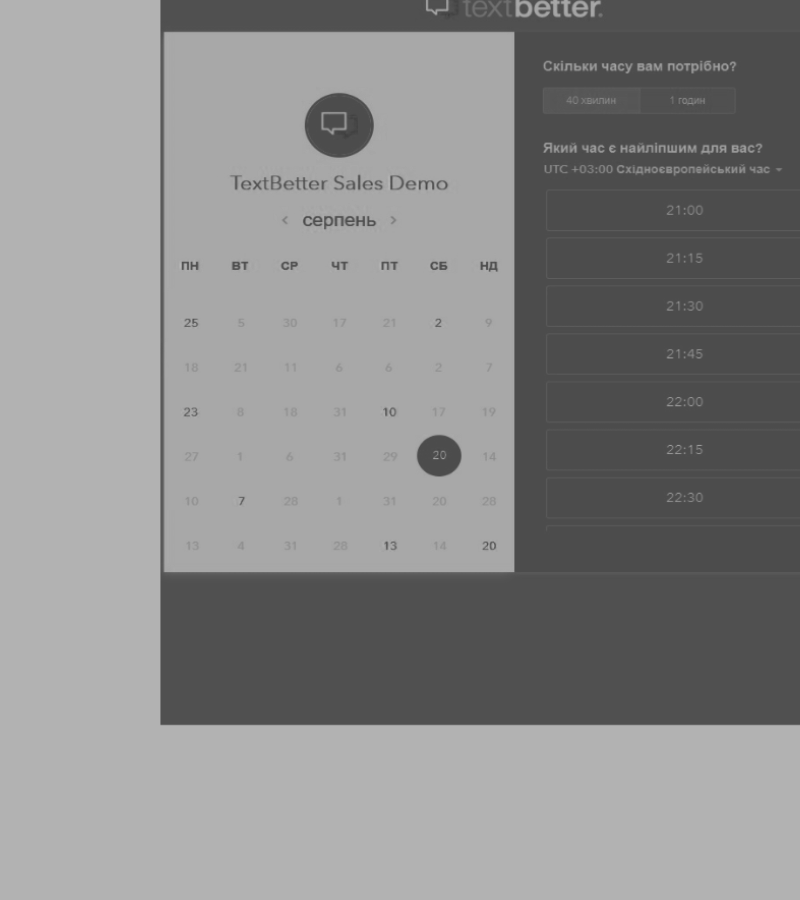 textbetter.
TextBetter Sales Demo
< серпень >
ПН ВТ СР ЧТ ПТ СБ НД
25 5 30 17 21 2 9
18 21 11 6 6 2 7
23 8 18 31 10 17 19
27 1 6 31 29 20 14
10 7 28 1 31 20 28
13 4 31 28 13 14 20
Скільки часу вам потрібно?
40 хвилин 1 годин
Який час є найліпшим для вас?
UTC +03:00 Східноєвропейський час
21:00
21:15
21:30
21:45
22:00
22:15
22:30